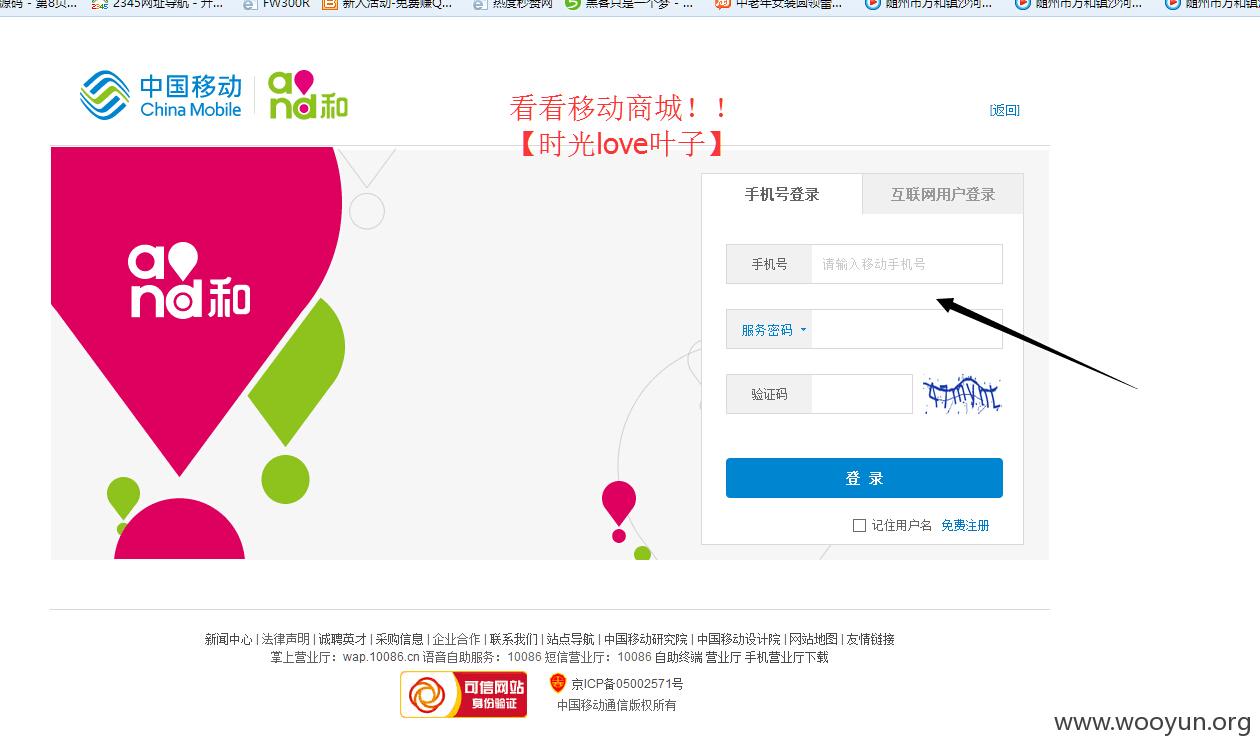 源码 - 第8页...
2345网址导航 - 开...
FW300R
新人活动-免费赚Q...
热度秒赞网
黑客只是一个梦 - ...
中老年女装圆领蕾...
随州市万和镇沙河...
随州市万和镇沙河...
随州市万和镇沙
中国移动
China Mobile
and和
看看移动商城！！
【时光love叶子】
[返回]
and和
手机号登录
互联网用户登录
手机号
请输入移动手机号
服务密码
验证码
登 录
记住用户名 免费注册
新闻中心 | 法律声明 | 诚聘英才 | 采购信息 | 企业合作 | 联系我们 | 站点导航 | 中国移动研究院 | 中国移动设计院 | 网站地图 | 友情链接
掌上营业厅：wap.10086.cn 语音自助服务：10086 短信营业厅：10086 自助终端 营业厅 手机营业厅下载
可信网站
身份验证
京ICP备05002571号
中国移动通信版权所有
www.wooyun.org